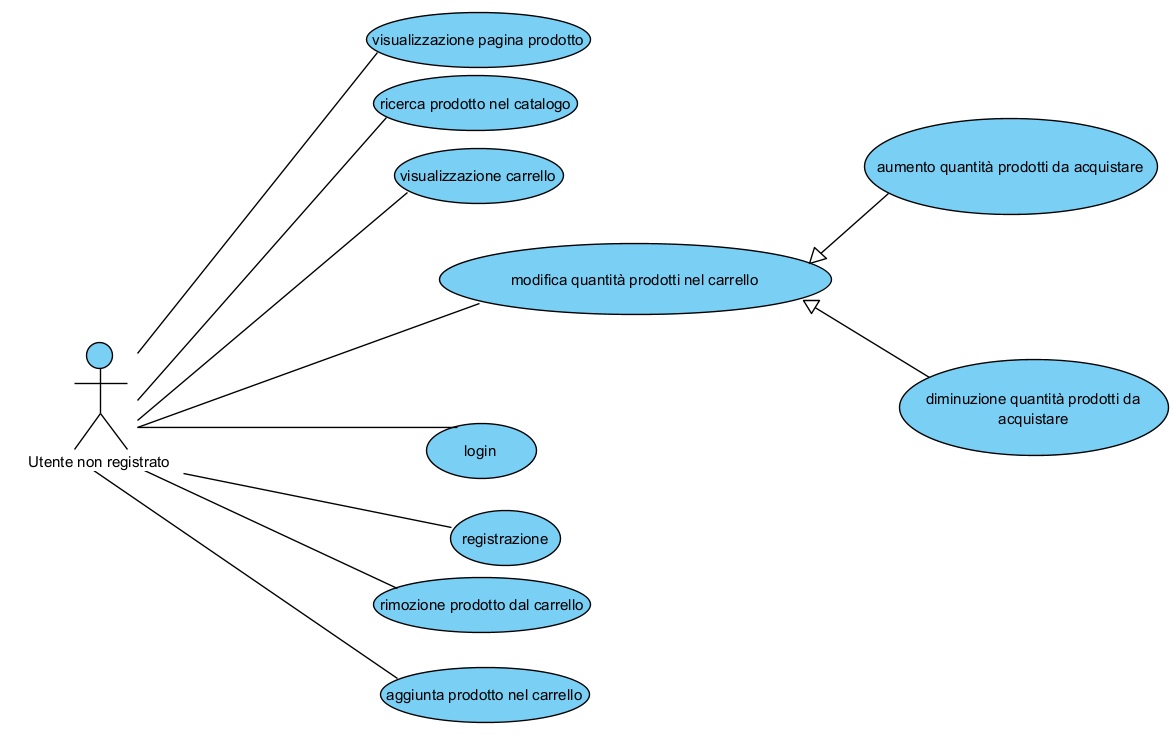 visualizzazione pagina prodotto
ricerca prodotto nel catalogo
visualizzazione carrello
aumento quantità prodotti da acquistare
modifica quantità prodotti nel carrello
diminuzione quantità prodotti da
acquistare
login
Utente non registrato
registrazione
rimozione prodotto dal carrello
aggiunta prodotto nel carrello